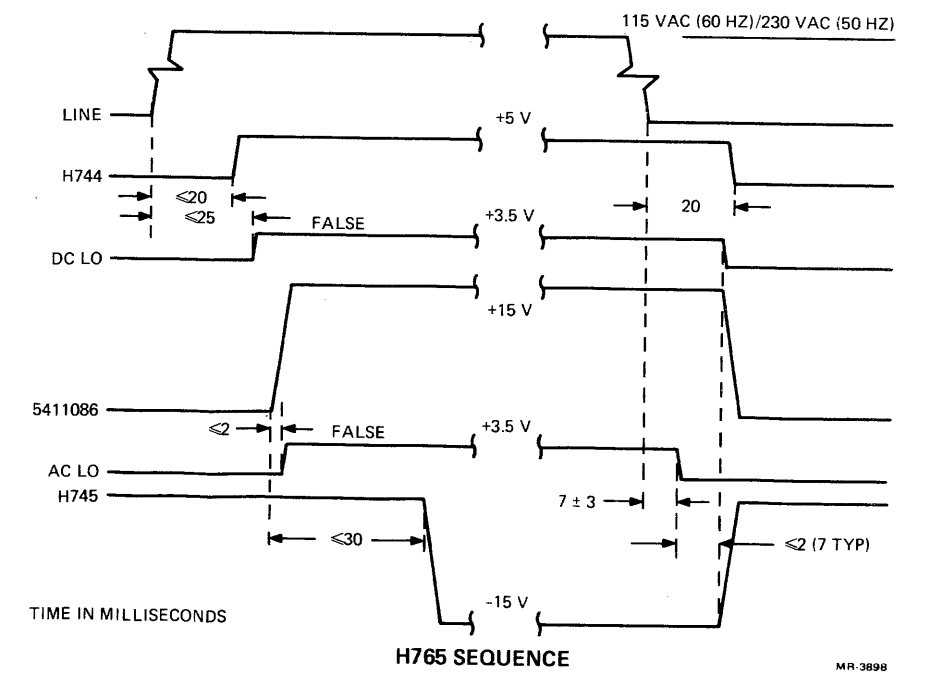 115 VAC (60 HZ)/230 VAC (50 HZ)
LINE
+5 V
H744
≤20
20
≤25
FALSE
+3.5 V
DC LO
+15 V
5411086
≤2
FALSE
+3.5 V
AC LO
H745
7 ± 3
≤30
≤2 (7 TYP)
-15 V
TIME IN MILLISECONDS
H765 SEQUENCE
MR-3898